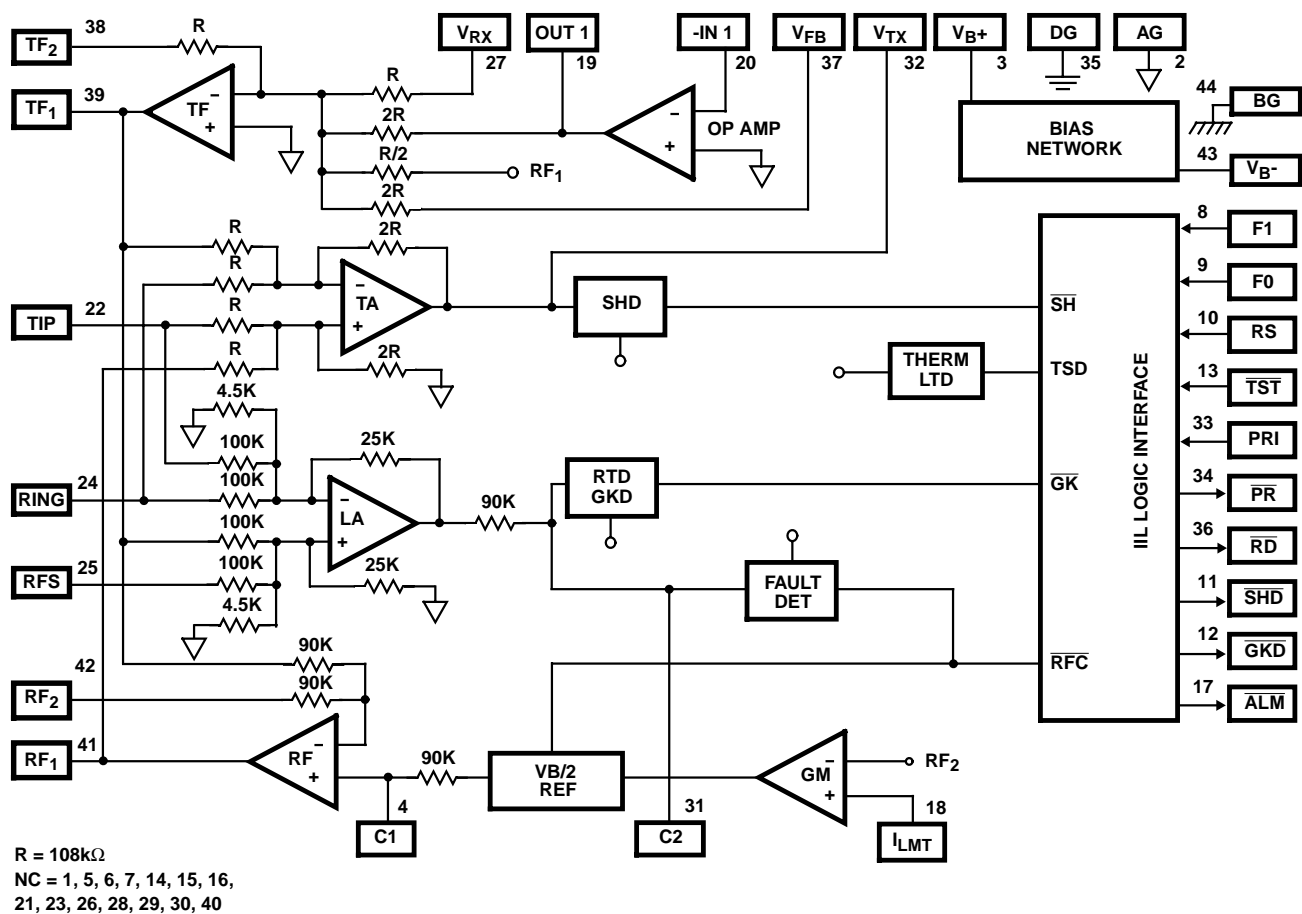 38
TF2
R
VRX
27
OUT 1
19
-IN 1
20
VFB
37
VTX
32
VB+
3
DG
35
AG
2
39
TF1
TF
-
+
R
2R
R/2
RF1
2R
-
+
OP AMP
BIAS
NETWORK
44
BG
43
VB-
R
R
2R
-
TA
+
TIP
22
R
R
2R
SHD
SH
THERM
LTD
TSD
8
F1
9
F0
10
RS
13
TST
33
PRI
34
PR
36
RD
11
SHD
12
GKD
17
ALM
IIL LOGIC INTERFACE
4.5K
100K
25K
RING
24
100K
-
LA
+
90K
RTD
GKD
GK
100K
RFS
25
100K
25K
4.5K
FAULT
DET
RFC
90K
42
RF2
90K
41
RF1
RF
-
+
90K
VB/2
REF
GM
-
+
RF2
4
C1
31
C2
18
ILMT
R = 108kΩ
NC = 1, 5, 6, 7, 14, 15, 16,
21, 23, 26, 28, 29, 30, 40